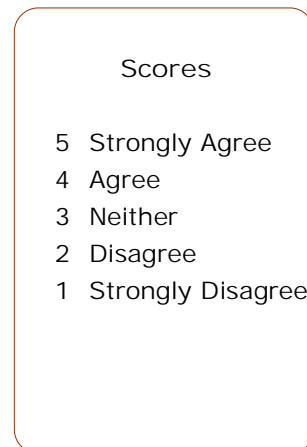 Scores
5 Strongly Agree
4 Agree
3 Neither
2 Disagree
1 Strongly Disagree